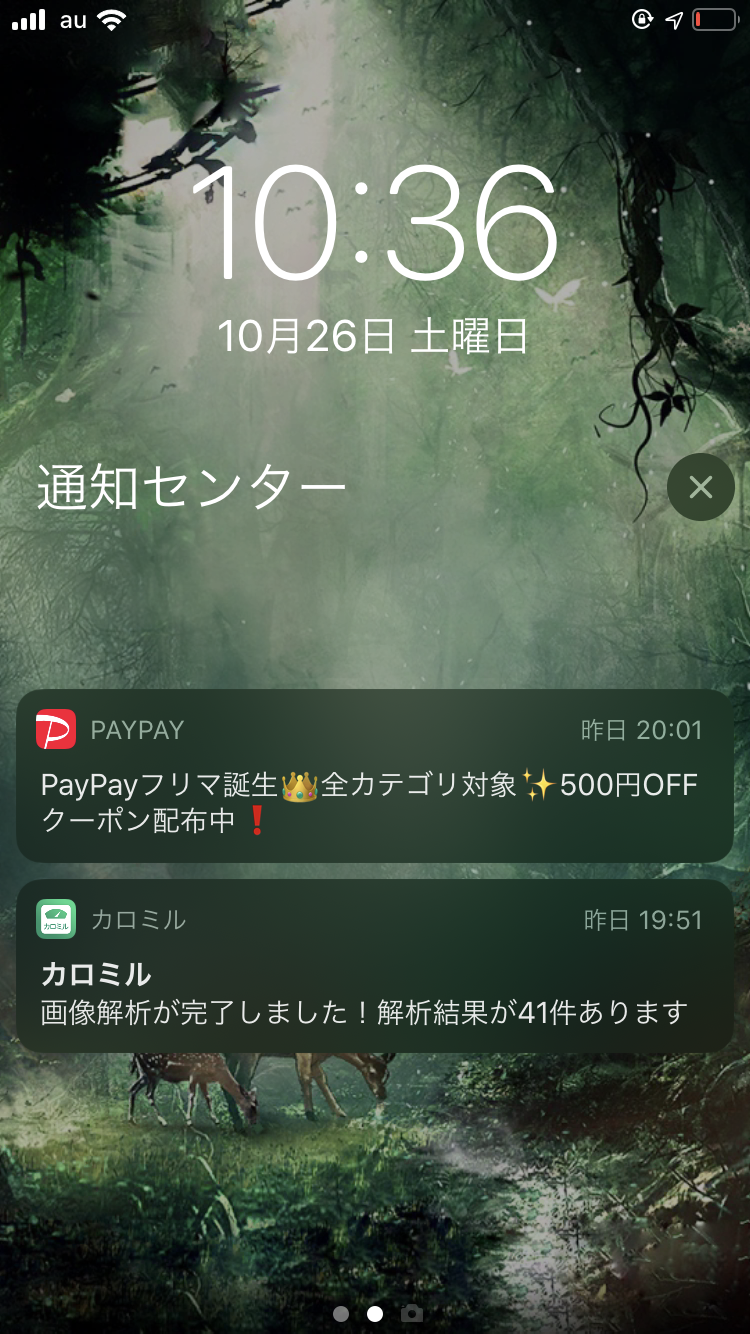 au
10:36
10月26日 土曜日
通知センター
PAYPAY
昨日 20:01
PayPayフリマ誕生👑全カテゴリ対象✨500円OFF
クーポン配布中❗
カロミル
カロミル
昨日 19:51
カロミル
画像解析が完了しました！解析結果が41件あります